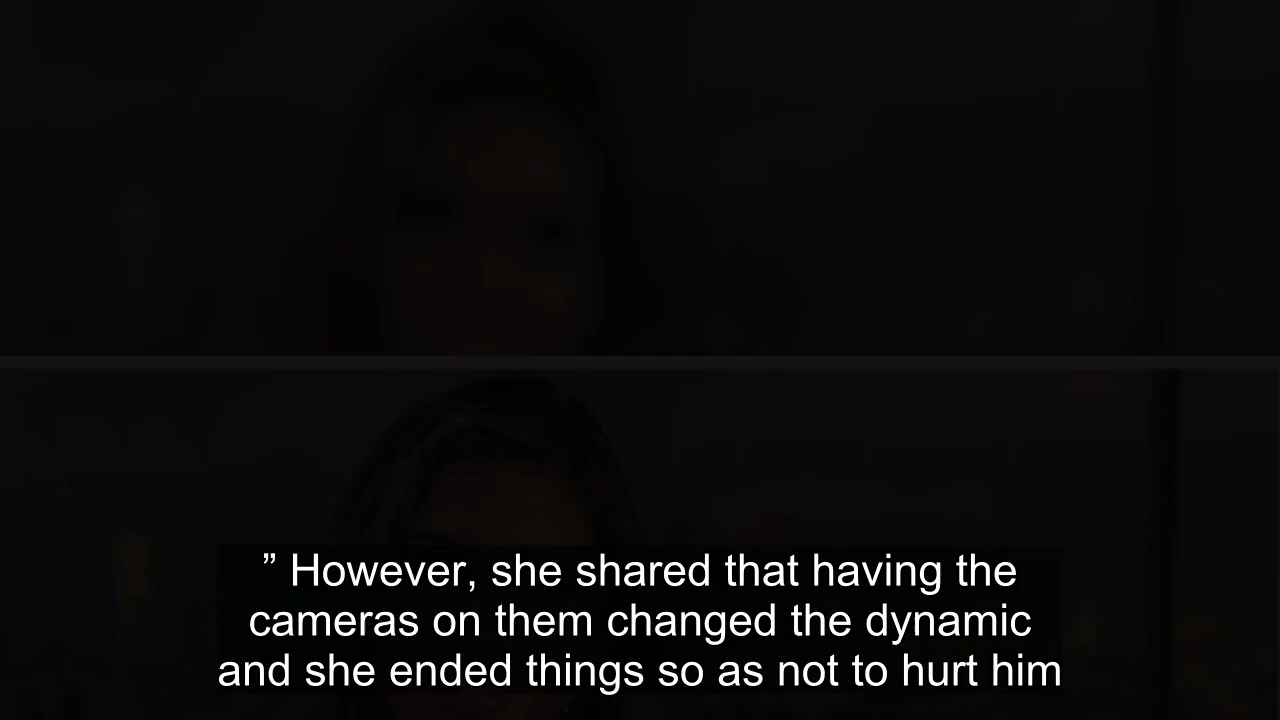 ” However, she shared that having the
cameras on them changed the dynamic
and she ended things so as not to hurt him